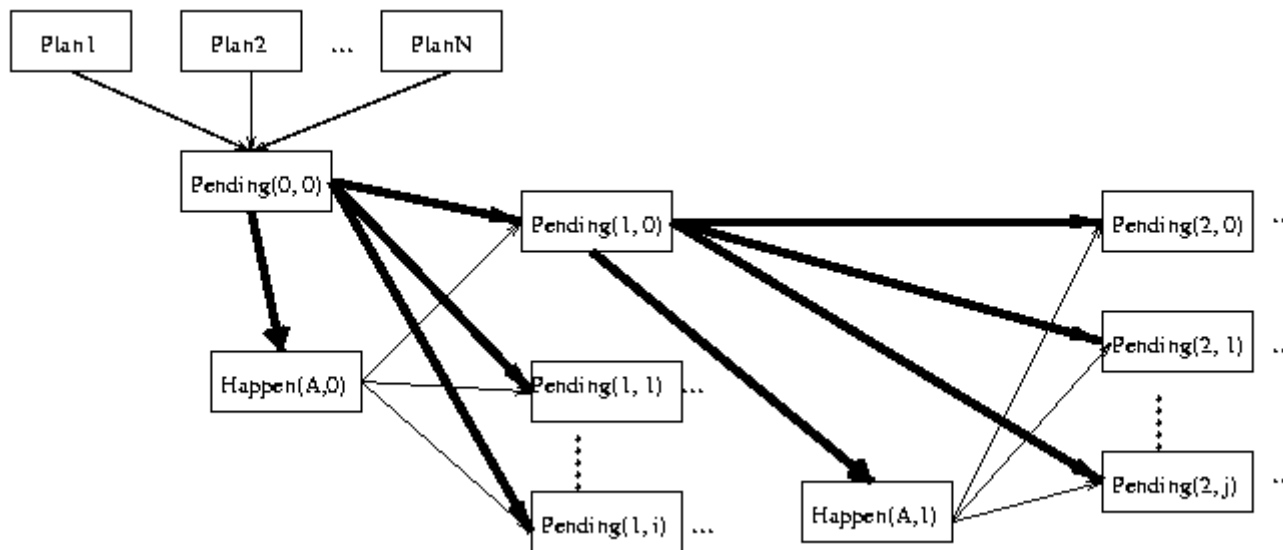 Plan1
Plan2
...
PlanN
Pending(0, 0)
Pending(1, 0)
Pending(2, 0)
...
Happen(A,0)
Pending(1, 1)
...
Pending(2, 1)
...
Pending(1, i)
...
Happen(A,1)
Pending(2, j)
...